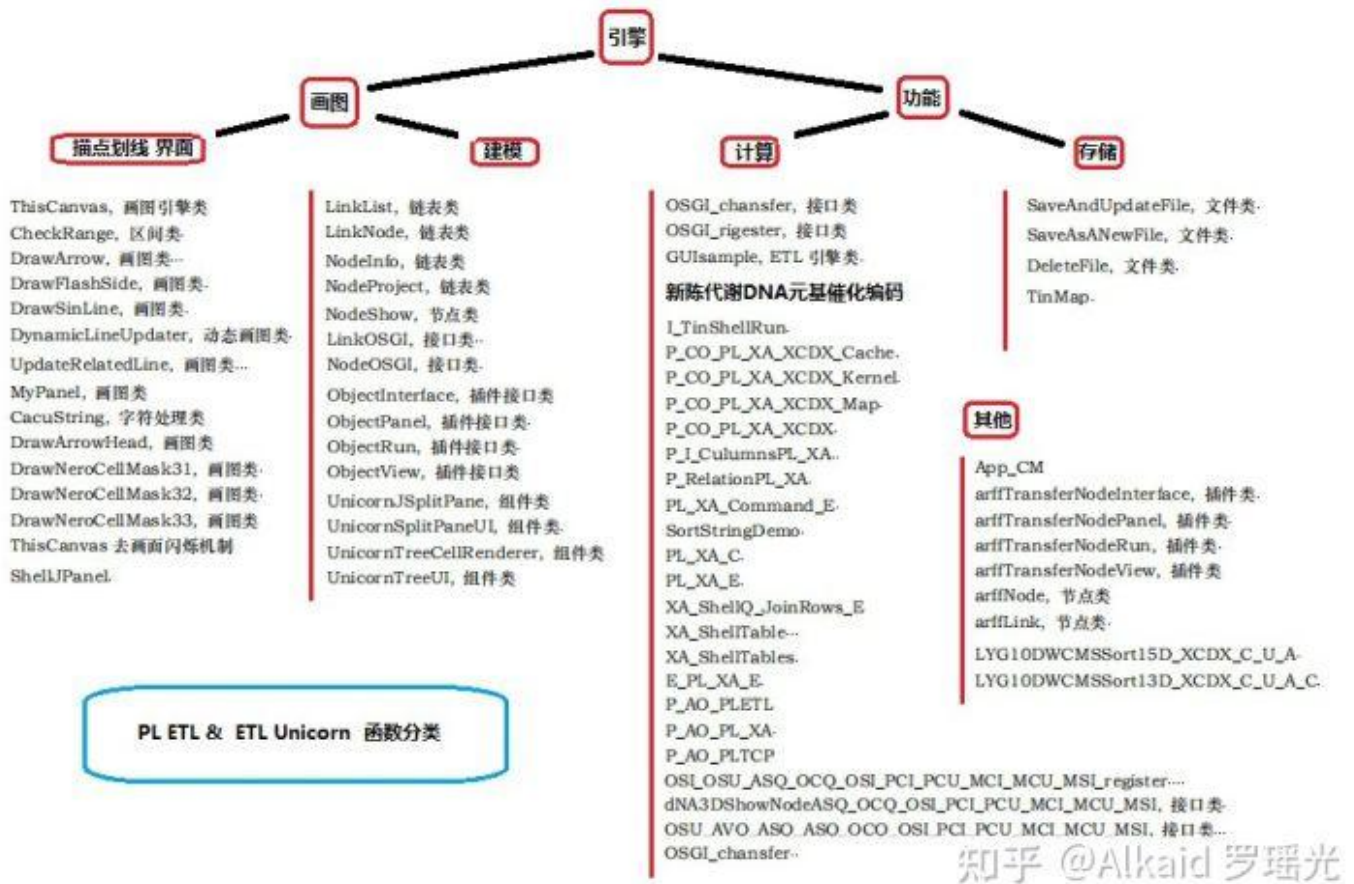 引擎
画图
功能
描点划线 界面
建模
计算
存储
ThisCanvas, 画图引擎类
CheckRange, 区间类.
DrawArrow, 画图类...
DrawFlashSide, 画图类.
DrawSinLine, 画图类.
DynamicLineUpdater, 动态画图类.
UpdateRelatedLine, 画图类...
MyPanel, 画图类
CacuString, 字符处理类
DrawArrowHead, 画图类
DrawNeroCellMask31, 画图类.
DrawNeroCellMask32, 画图类.
DrawNeroCellMask33, 画图类
ThisCanvas 去画面闪烁机制
ShellJPanel.
LinkList, 链表类
LinkNode, 链表类
NodeInfo, 链表类
NodeProject, 链表类
NodeShow, 节点类
LinkOSGI, 接口类..
NodeOSGI, 接口类.
ObjectInterface, 插件接口类
ObjectPanel, 插件接口类.
ObjectRun, 插件接口类.
ObjectView, 插件接口类
UnicornJSplitPane, 组件类
UnicornSplitPaneUI, 组件类.
UnicornTreeCellRenderer, 组件类
UnicornTreeUI, 组件类
OSGI_chansfer, 接口类
OSGI_rigester, 接口类
GUIsample, ETL 引擎类.
新陈代谢DNA元基催化编码
I_TinShellRun.
P_CO_PL_XA_XCDX_Cache.
P_CO_PL_XA_XCDX_Kernel.
P_CO_PL_XA_XCDX_Map.
P_CO_PL_XA_XCDX.
P_I_CulumnsPL_XA..
P_RelationPL_XA.
PL_XA_Command_E.
SortStringDemo.
PL_XA_C.
PL_XA_E.
XA_ShellQ_JoinRows_E
XA_ShellTable...
XA_ShellTables.
E_PL_XA_E.
P_AO_PLETL
P_AO_PL_XA.
P_AO_PLTCP
OSI_OSU_ASQ_OCQ_OSI_PCI_PCU_MCI_MCU_MSI_register....
dNA3DShowNodeASQ_OCQ_OSI_PCI_PCU_MCI_MCU_MSI, 接口类.
OSU_AVO_ASO_ASO_OCO_OSI_PCI_PCU_MCI_MCU_MSI, 接口类...
OSGI_chansfer..
SaveAndUpdateFile, 文件类.
SaveAsANewFile, 文件类.
DeleteFile, 文件类.
TinMap.
其他
App_CM
arffTransferNodeInterface, 插件类.
arffTransferNodePanel, 插件类.
arffTransferNodeRun, 插件类.
arffTransferNodeView, 插件类
arffNode, 节点类
arffLink, 节点类.
LYG10DWCMSSort15D_XCDX_C_U_A.
LYG10DWCMSSort13D_XCDX_C_U_A_C.
PL ETL & ETL Unicorn 函数分类
知乎 @Alkaid 罗瑶光